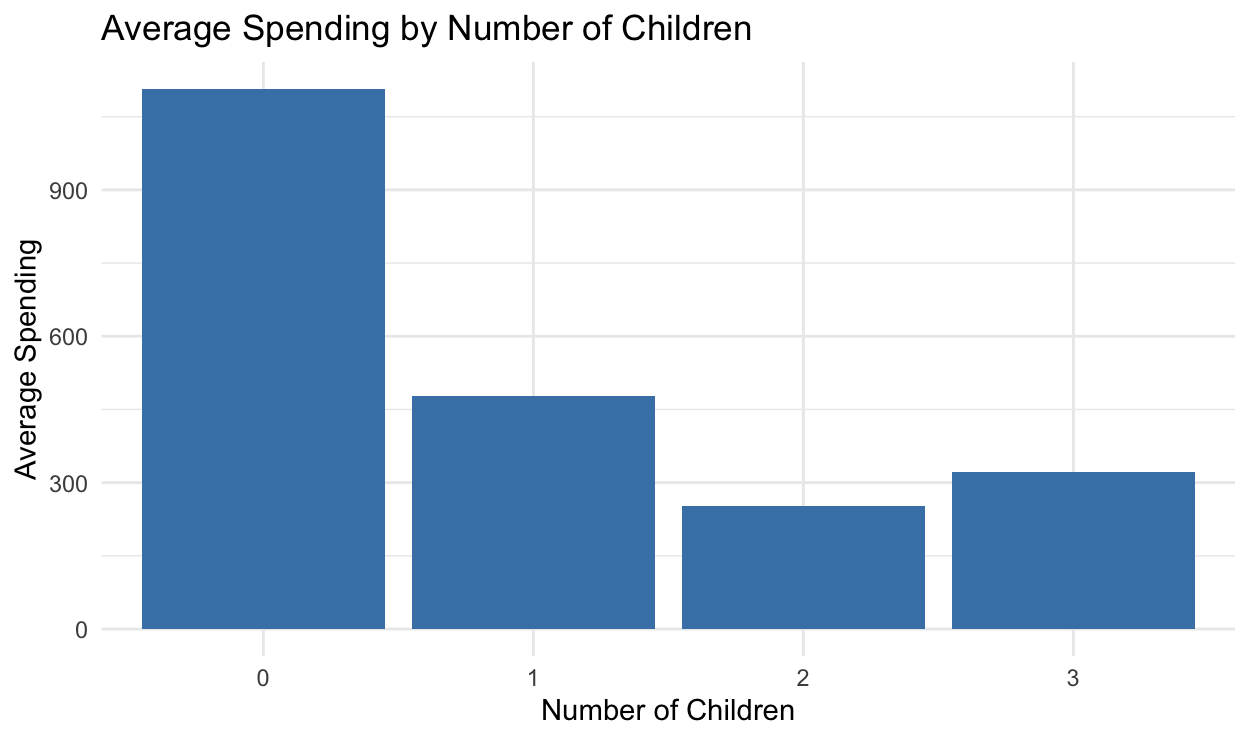 Average Spending by Number of Children
Average Spending
900
600
300
0
0 1 2 3
Number of Children